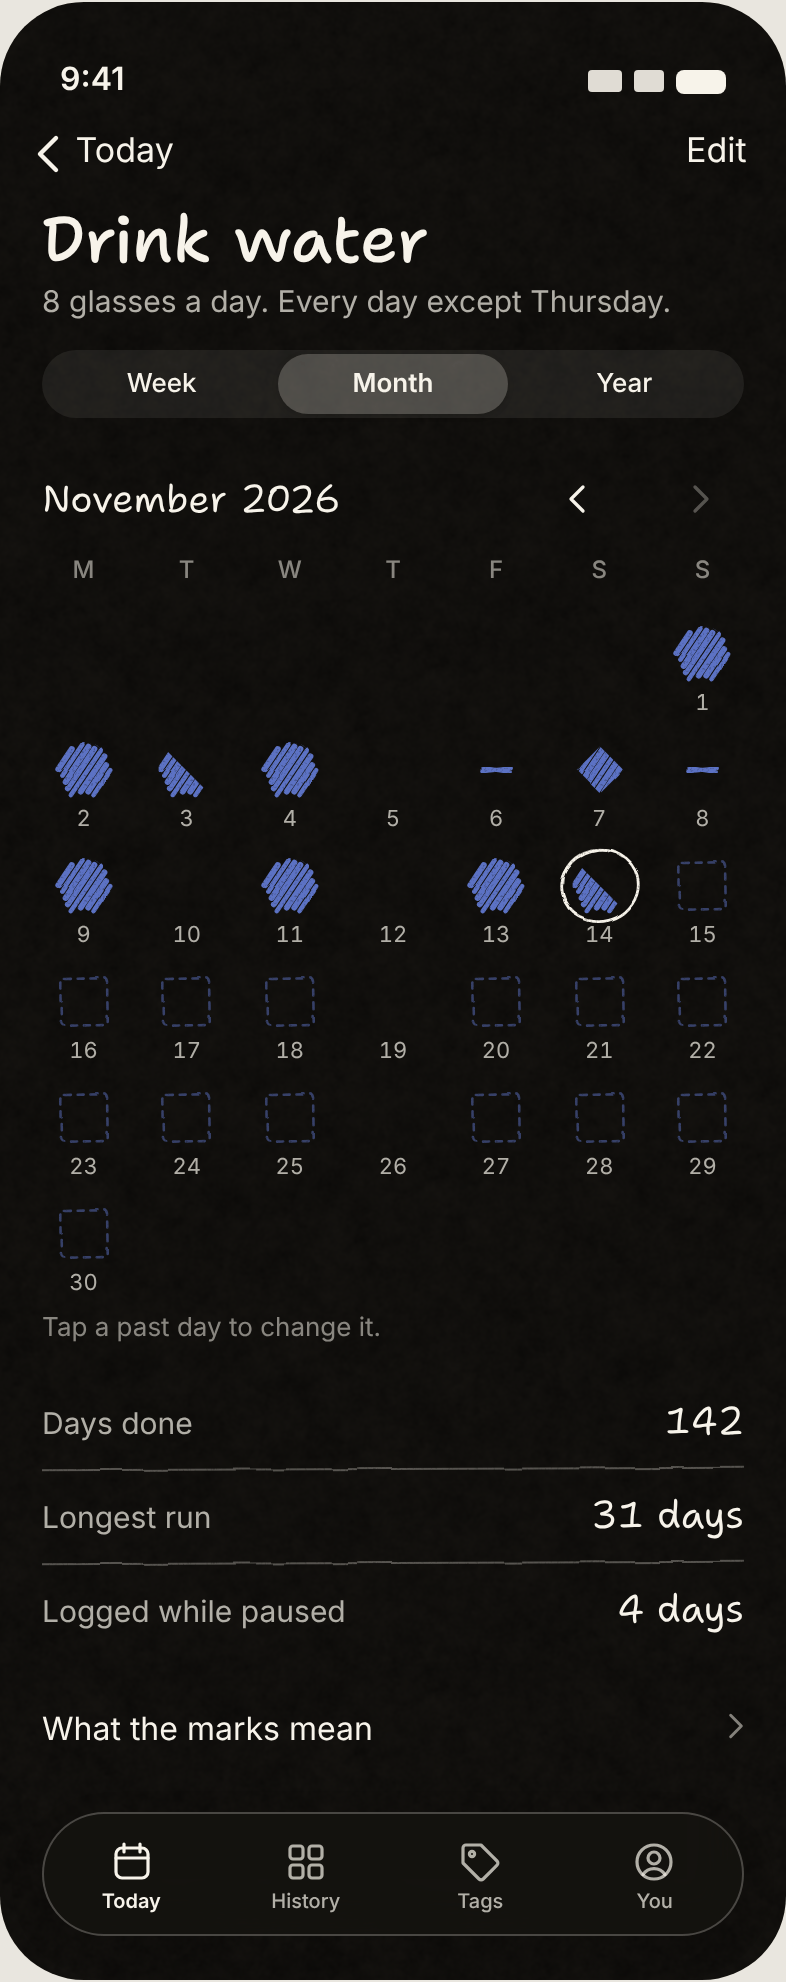 9:41
Today
Edit
Drink water
8 glasses a day. Every day except Thursday.
Week Month Year
November 2026
M T W T F S S
1
2 3 4 5 6 7 8
9 10 11 12 13 14 15
16 17 18 19 20 21 22
23 24 25 26 27 28 29
30
Tap a past day to change it.
Days done 142
Longest run 31 days
Logged while paused 4 days
What the marks mean
Today History Tags You